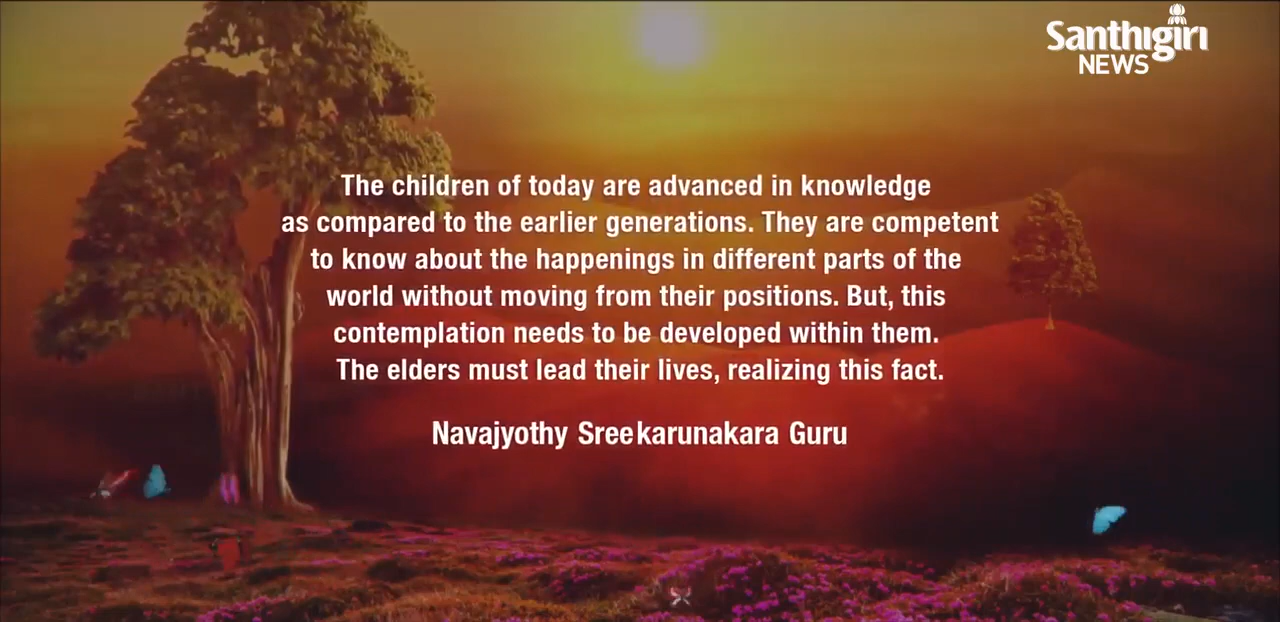 Santhigiri
NEWS
The children of today are advanced in knowledge
as compared to the earlier generations. They are competent
to know about the happenings in different parts of the
world without moving from their positions. But, this
contemplation needs to be developed within them.
The elders must lead their lives, realizing this fact.
Navajyothy Sreekarunakara Guru